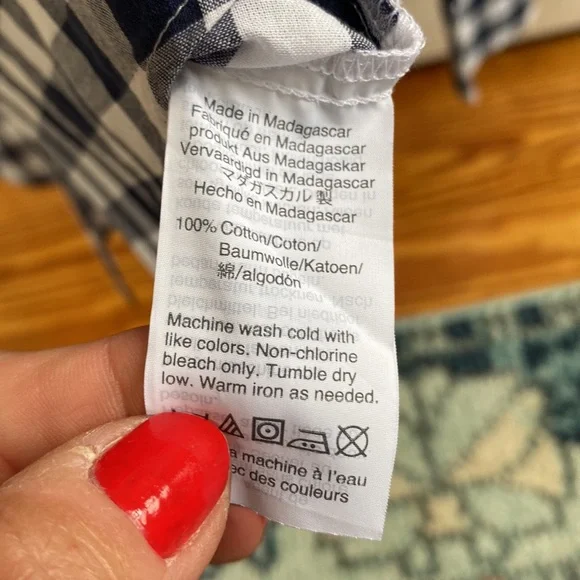 Made in Madagascar
Fabriqué en Madagascar
produkt Aus Madagaskar
Vervaardigd in Madagascar
マダガスカル 製
Hecho en Madagascar
100% Cotton/Coton/
Baumwolle/Katoen/
綿/algodón
Machine wash cold with
like colors. Non-chlorine
bleach only. Tumble dry
low. Warm iron as needed.
a machine à l'eau
ec des couleurs